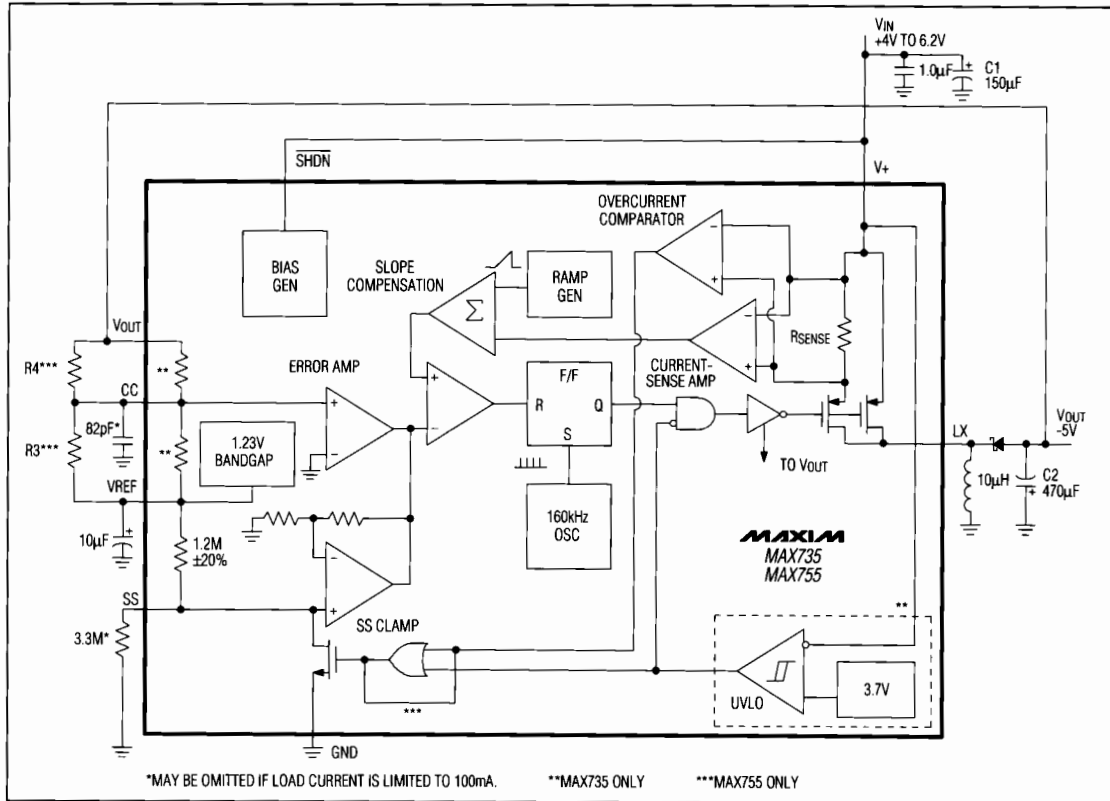 VIN
+4V TO 6.2V
1.0µF
C1
150µF
SHDN
V+
OVERCURRENT
COMPARATOR
BIAS
GEN
SLOPE
COMPENSATION
RAMP
GEN
Σ
RSENSE
VOUT
R4***
**
ERROR AMP
CURRENT-
SENSE AMP
F/F
R
Q
S
CC
82pF*
R3***
**
1.23V
BANDGAP
VOUT
-5V
LX
TO VOUT
10µH
C2
470µF
VREF
10µF
1.2M
±20%
160kHz
OSC
MAXIM
MAX735
MAX755
SS
3.3M*
SS CLAMP
**
UVLO
3.7V
***
GND
*MAY BE OMITTED IF LOAD CURRENT IS LIMITED TO 100mA. **MAX735 ONLY ***MAX755 ONLY